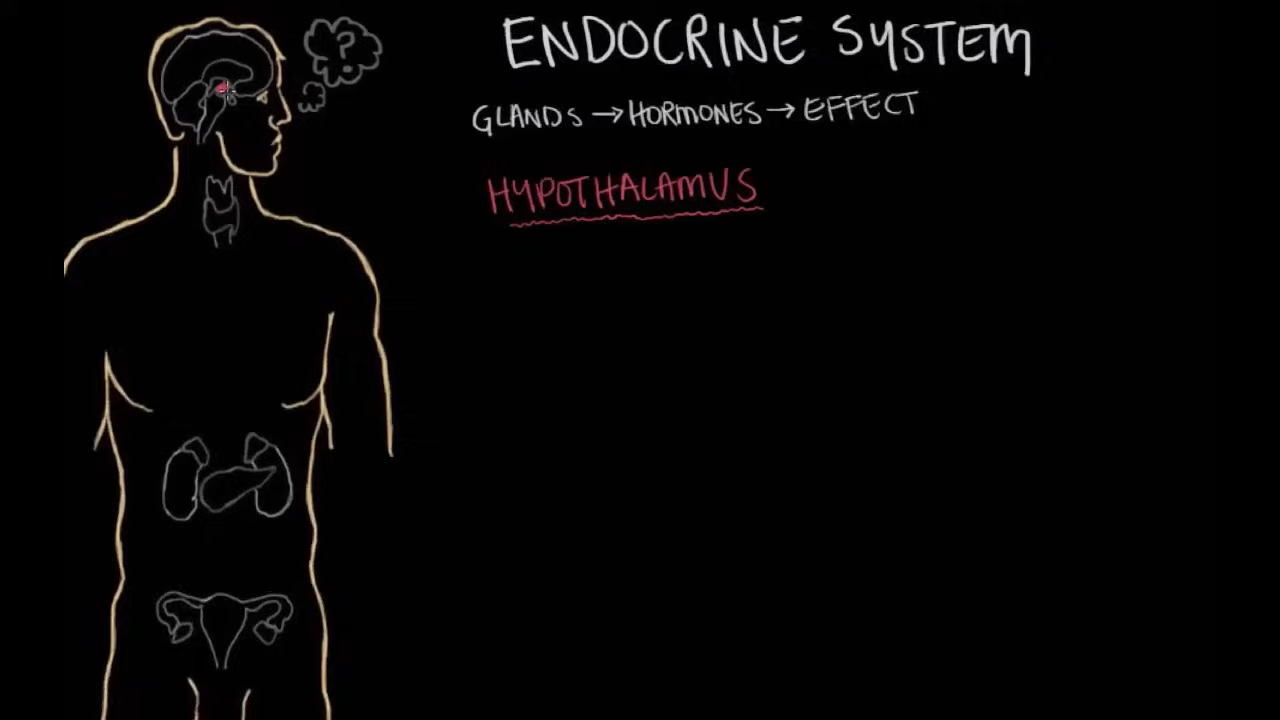 ?
ENDOCRINE SYSTEM
GLANDS → HORMONES → EFFECT
HYPOTHALAMUS